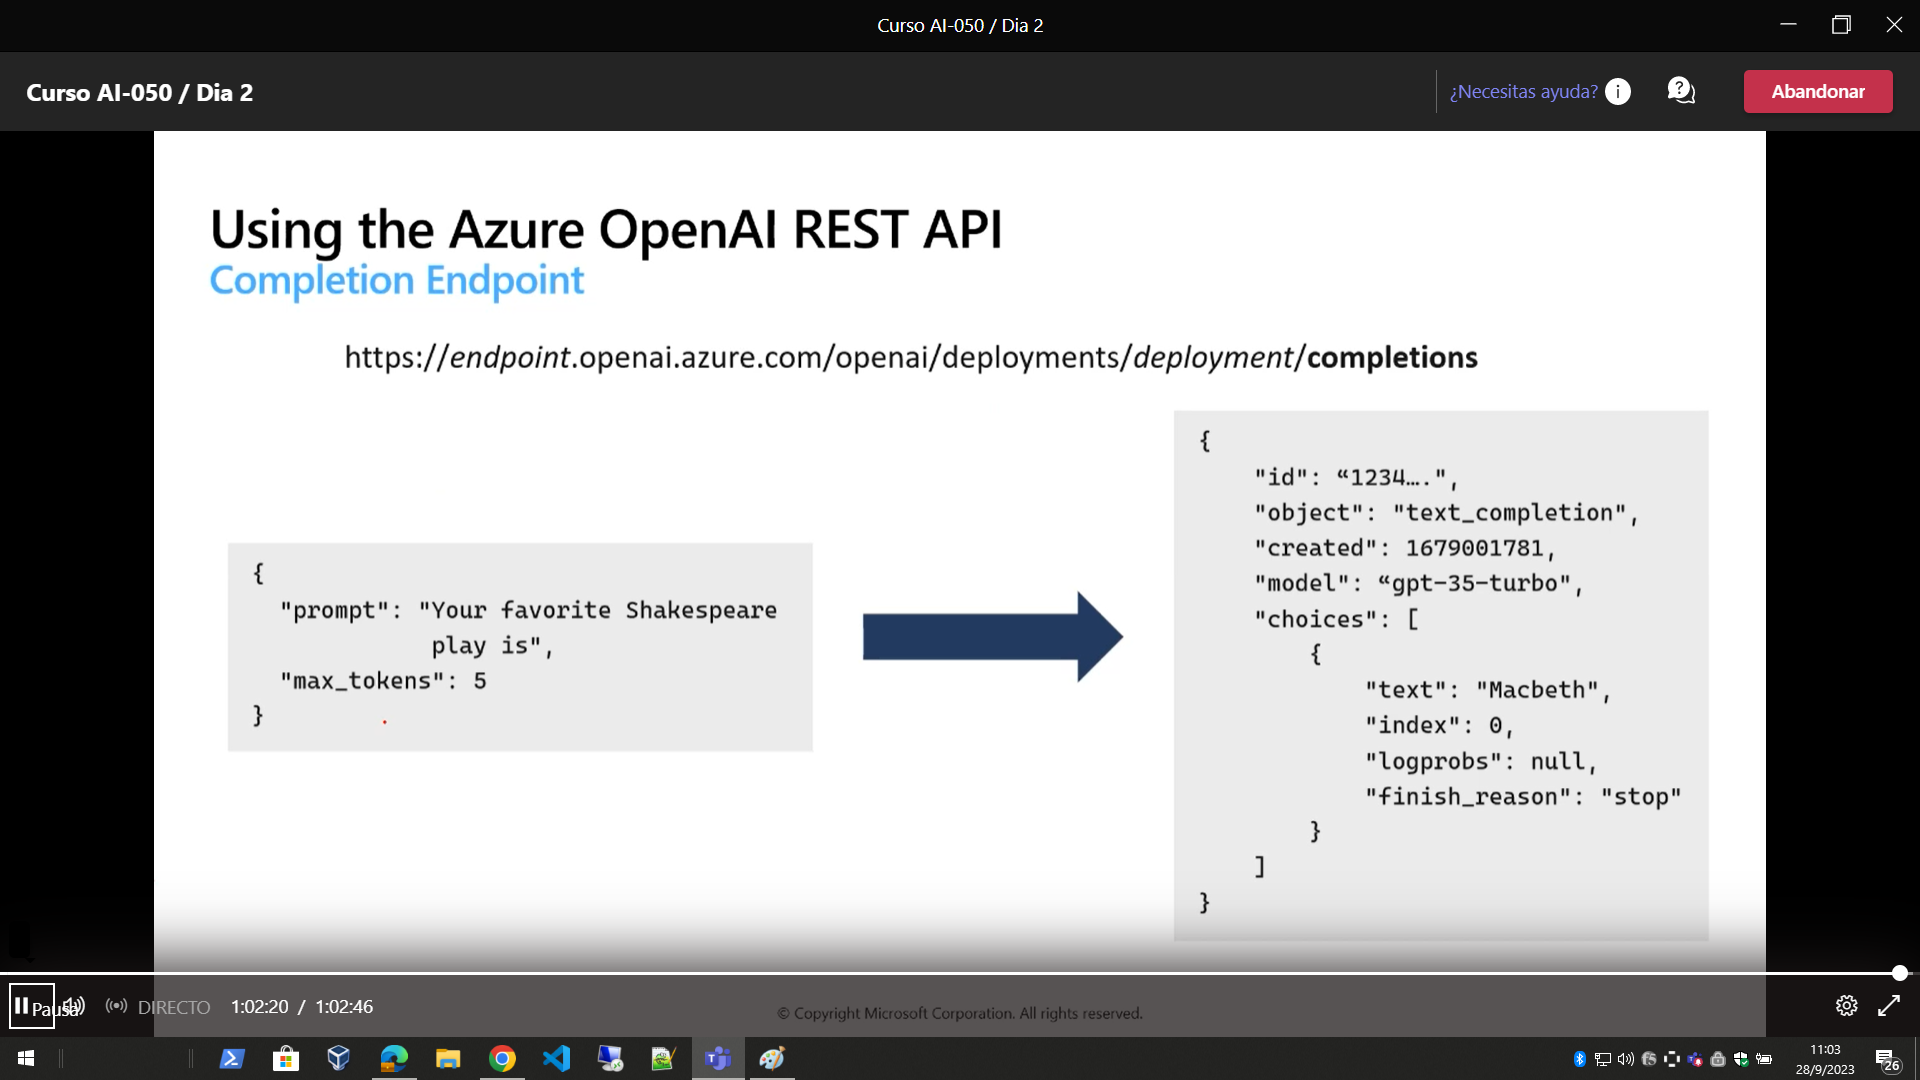 Curso AI-050 / Dia 2
Curso AI-050 / Dia 2
¿Necesitas ayuda?
Abandonar
Using the Azure OpenAI REST API
Completion Endpoint
https://endpoint.openai.azure.com/openai/deployments/deployment/completions
{
"prompt": "Your favorite Shakespeare
play is",
"max_tokens": 5
}
{
"id": “1234….",
"object": "text_completion",
"created": 1679001781,
"model": “gpt-35-turbo",
"choices": [
{
"text": "Macbeth",
"index": 0,
"logprobs": null,
"finish_reason": "stop"
}
]
}
Pausa
DIRECTO
1:02:20 / 1:02:46
© Copyright Microsoft Corporation. All rights reserved.
11:03
28/9/2023
26